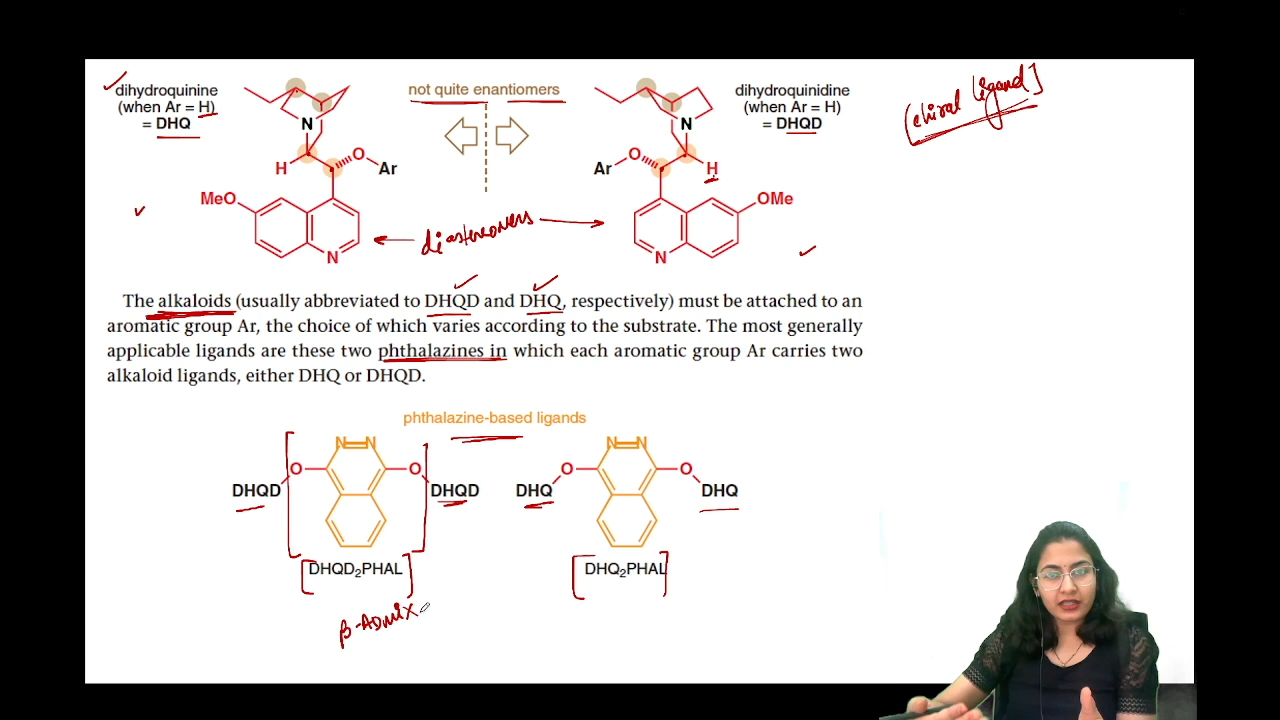 dihydroquinine
(when Ar = H)
= DHQ
not quite enantiomers
dihydroquinidine
(when Ar = H)
= DHQD
(chiral ligand]
N
H
O
Ar
MeO
N
N
Ar
O
H
OMe
N
diastereomers
The alkaloids (usually abbreviated to DHQD and DHQ, respectively) must be attached to an
aromatic group Ar, the choice of which varies according to the substrate. The most generally
applicable ligands are these two phthalazines in which each aromatic group Ar carries two
alkaloid ligands, either DHQ or DHQD.
phthalazine-based ligands
N=N
O
O
DHQD
DHQD
N=N
O
O
DHQ
DHQ
[DHQD₂PHAL]
[DHQ₂PHAL]
β-ADmix